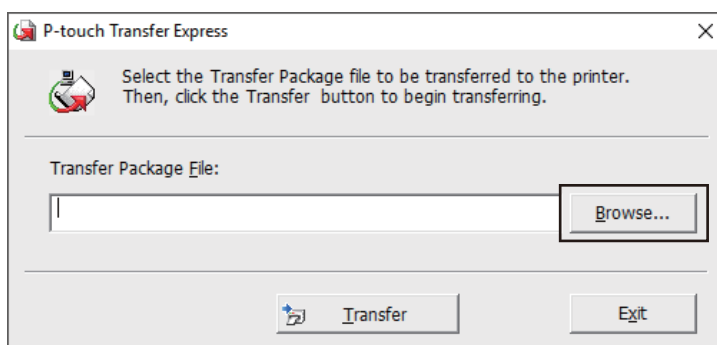 P-touch Transfer Express
Select the Transfer Package file to be transferred to the printer.
Then, click the Transfer button to begin transferring.
Transfer Package File:
Browse...
Transfer
Exit